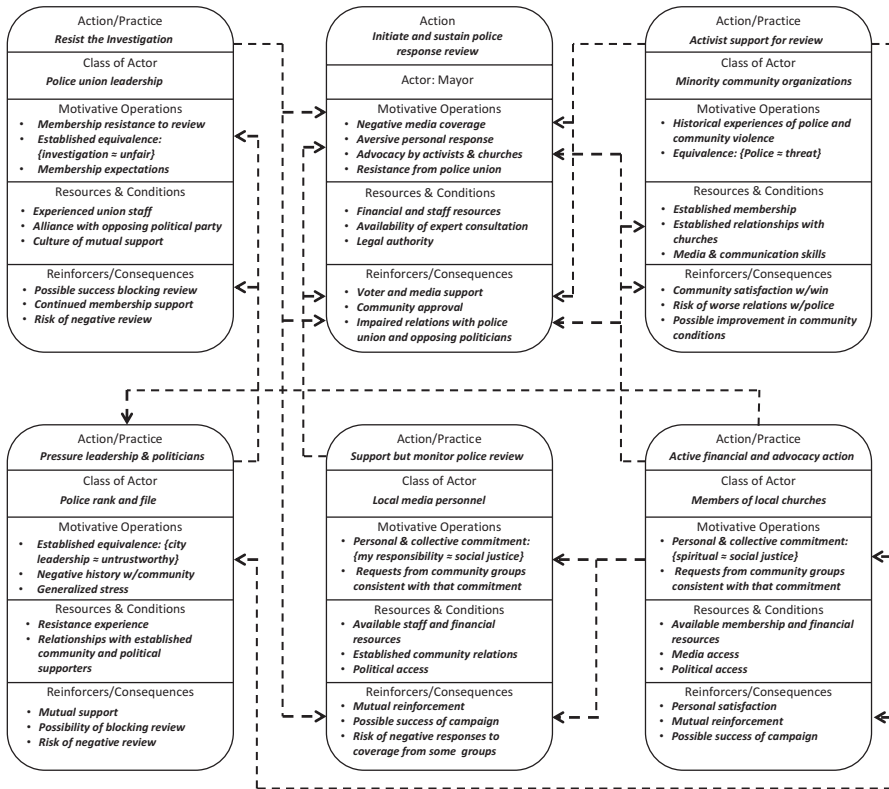 Action/Practice
Resist the Investigation
Class of Actor
Police union leadership
Motivative Operations
• Membership resistance to review
• Established equivalence:
{investigation ≈ unfair}
• Membership expectations
Resources & Conditions
• Experienced union staff
• Alliance with opposing political party
• Culture of mutual support
Reinforcers/Consequences
• Possible success blocking review
• Continued membership support
• Risk of negative review
Action
Initiate and sustain police
response review
Actor: Mayor
Motivative Operations
• Negative media coverage
• Aversive personal response
• Advocacy by activists & churches
• Resistance from police union
Resources & Conditions
• Financial and staff resources
• Availability of expert consultation
• Legal authority
Reinforcers/Consequences
• Voter and media support
• Community approval
• Impaired relations with police
union and opposing politicians
Action/Practice
Activist support for review
Class of Actor
Minority community organizations
Motivative Operations
• Historical experiences of police and
community violence
• Equivalence: {Police ≈ threat}
Resources & Conditions
• Established membership
• Established relationships with
churches
• Media & communication skills
Reinforcers/Consequences
• Community satisfaction w/win
• Risk of worse relations w/police
• Possible improvement in community
conditions
Action/Practice
Pressure leadership & politicians
Class of Actor
Police rank and file
Motivative Operations
• Established equivalence: {city
leadership ≈ untrustworthy}
• Negative history w/community
• Generalized stress
Resources & Conditions
• Resistance experience
• Relationships with established
community and political
supporters
Reinforcers/Consequences
• Mutual support
• Possibility of blocking review
• Risk of negative review
Action/Practice
Support but monitor police review
Class of Actor
Local media personnel
Motivative Operations
• Personal & collective commitment:
{my responsibility ≈ social justice}
• Requests from community groups
consistent with that commitment
Resources & Conditions
• Available staff and financial
resources
• Established community relations
• Political access
Reinforcers/Consequences
• Mutual reinforcement
• Possible success of campaign
• Risk of negative responses to
coverage from some groups
Action/Practice
Active financial and advocacy action
Class of Actor
Members of local churches
Motivative Operations
• Personal & collective commitment:
{spiritual ≈ social justice}
• Requests from community groups
consistent with that commitment
Resources & Conditions
• Available membership and financial
resources
• Media access
• Political access
Reinforcers/Consequences
• Personal satisfaction
• Mutual reinforcement
• Possible success of campaign